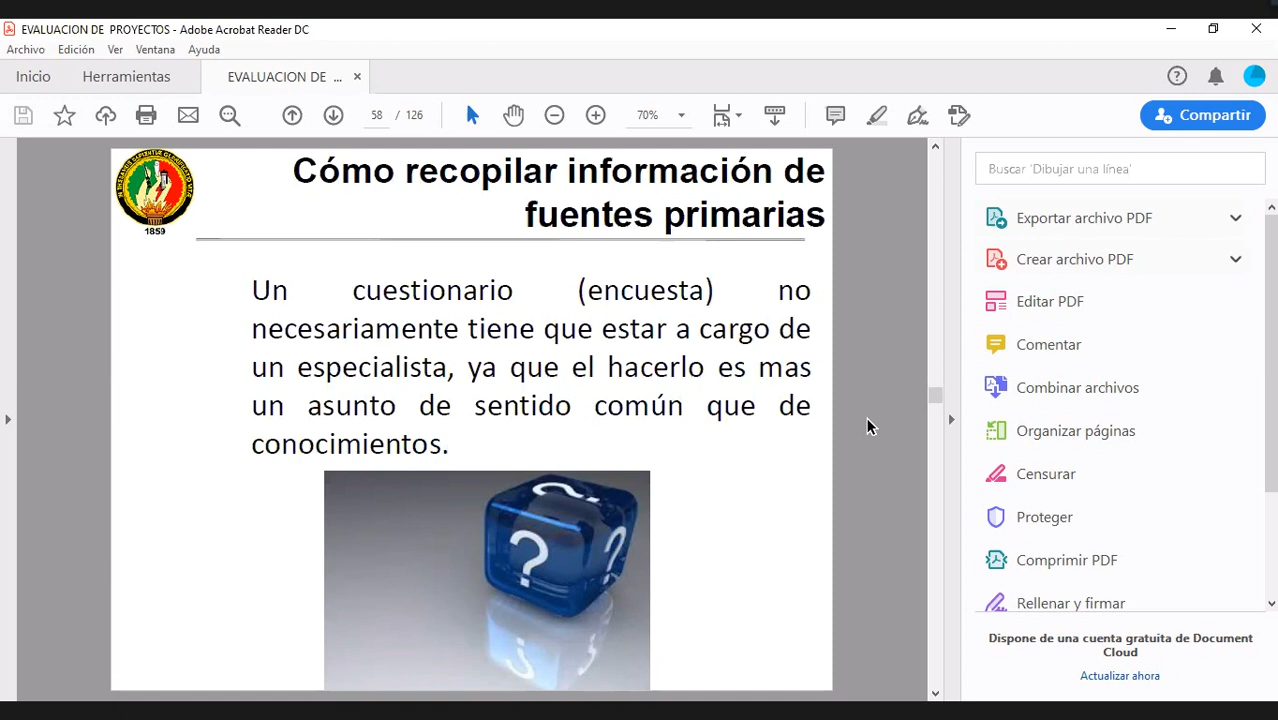 EVALUACION DE PROYECTOS - Adobe Acrobat Reader DC
Archivo Edición Ver Ventana Ayuda
Inicio Herramientas EVALUACION DE ... ×
58 / 126 70% Compartir
Cómo recopilar información de
fuentes primarias
1859
Un cuestionario (encuesta) no
necesariamente tiene que estar a cargo de
un especialista, ya que el hacerlo es mas
un asunto de sentido común que de
conocimientos.
? ? ?
Buscar 'Dibujar una línea'
Exportar archivo PDF
Crear archivo PDF
Editar PDF
Comentar
Combinar archivos
Organizar páginas
Censurar
Proteger
Comprimir PDF
Rellenar y firmar
Dispone de una cuenta gratuita de Document
Cloud
Actualizar ahora